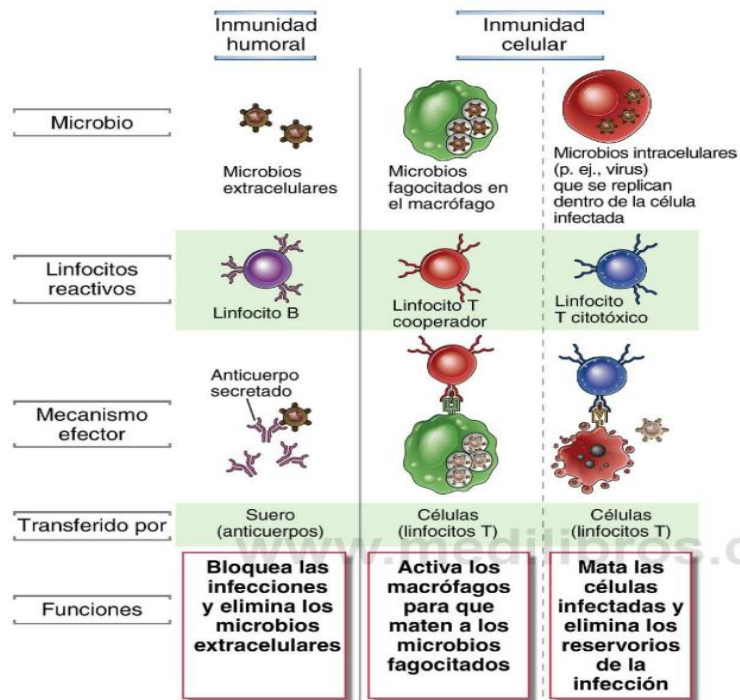 Inmunidad
humoral
Inmunidad
celular
Microbio
Microbios
extracelulares
Microbios
fagocitados en
el macrófago
Microbios intracelulares
(p. ej., virus)
que se replican
dentro de la célula
infectada
Linfocitos
reactivos
Linfocito B
Linfocito T
cooperador
Linfocito
T citotóxico
Mecanismo
efector
Anticuerpo
secretado
Transferido por
Suero
(anticuerpos)
Células
(linfocitos T)
Células
(linfocitos T)
www.medilibros.c
Funciones
Bloquea las
infecciones
y elimina los
microbios
extracelulares
Activa los
macrófagos
para que
maten a los
microbios
fagocitados
Mata las
células
infectadas y
elimina los
reservorios
de la
infección